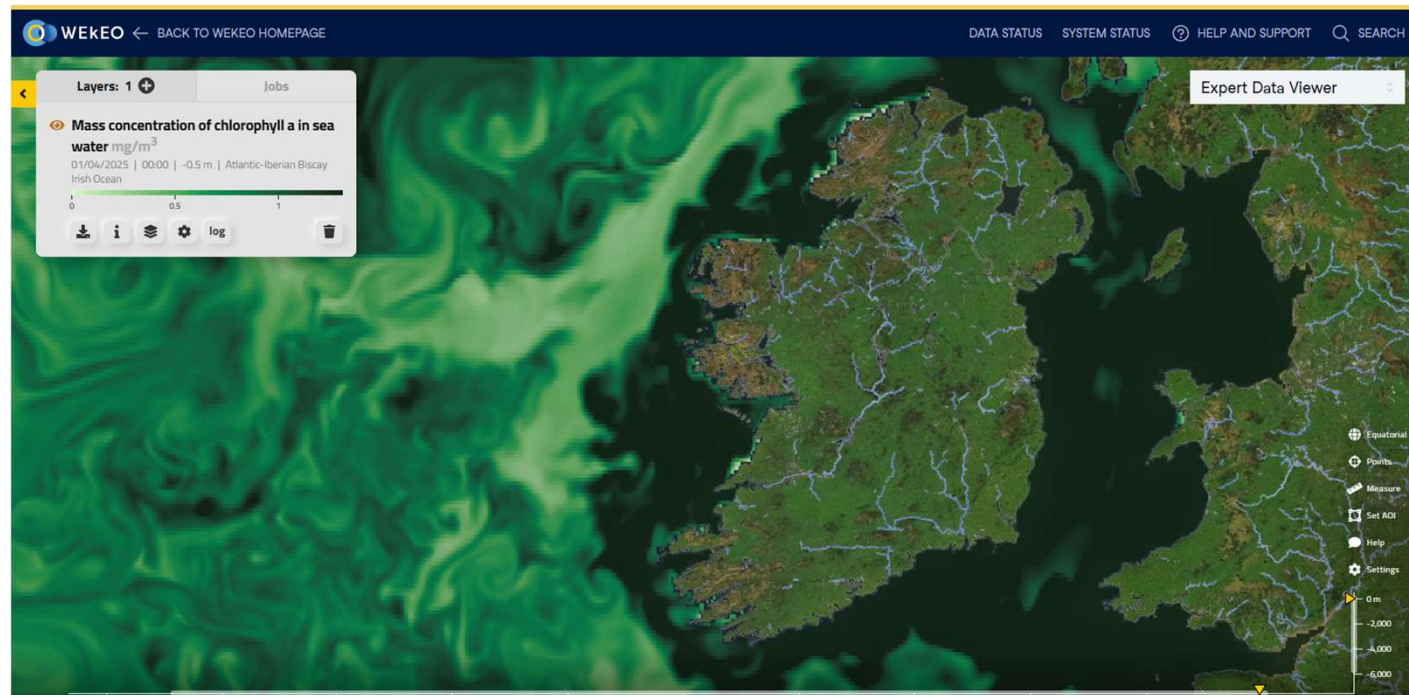 WEkEO ← BACK TO WEKEO HOMEPAGE DATA STATUS SYSTEM STATUS HELP AND SUPPORT SEARCH
Layers: 1 Jobs
Expert Data Viewer
Mass concentration of chlorophyll a in sea
water mg/m³
01/04/2025 | 00:00 | -0.5 m | Atlantic-Iberian Biscay
Irish Ocean
0 0.5 1
log
Equatorial
Points
Measure
Set AOI
Help
Settings
0 m
-2,000
-4,000
-6,000